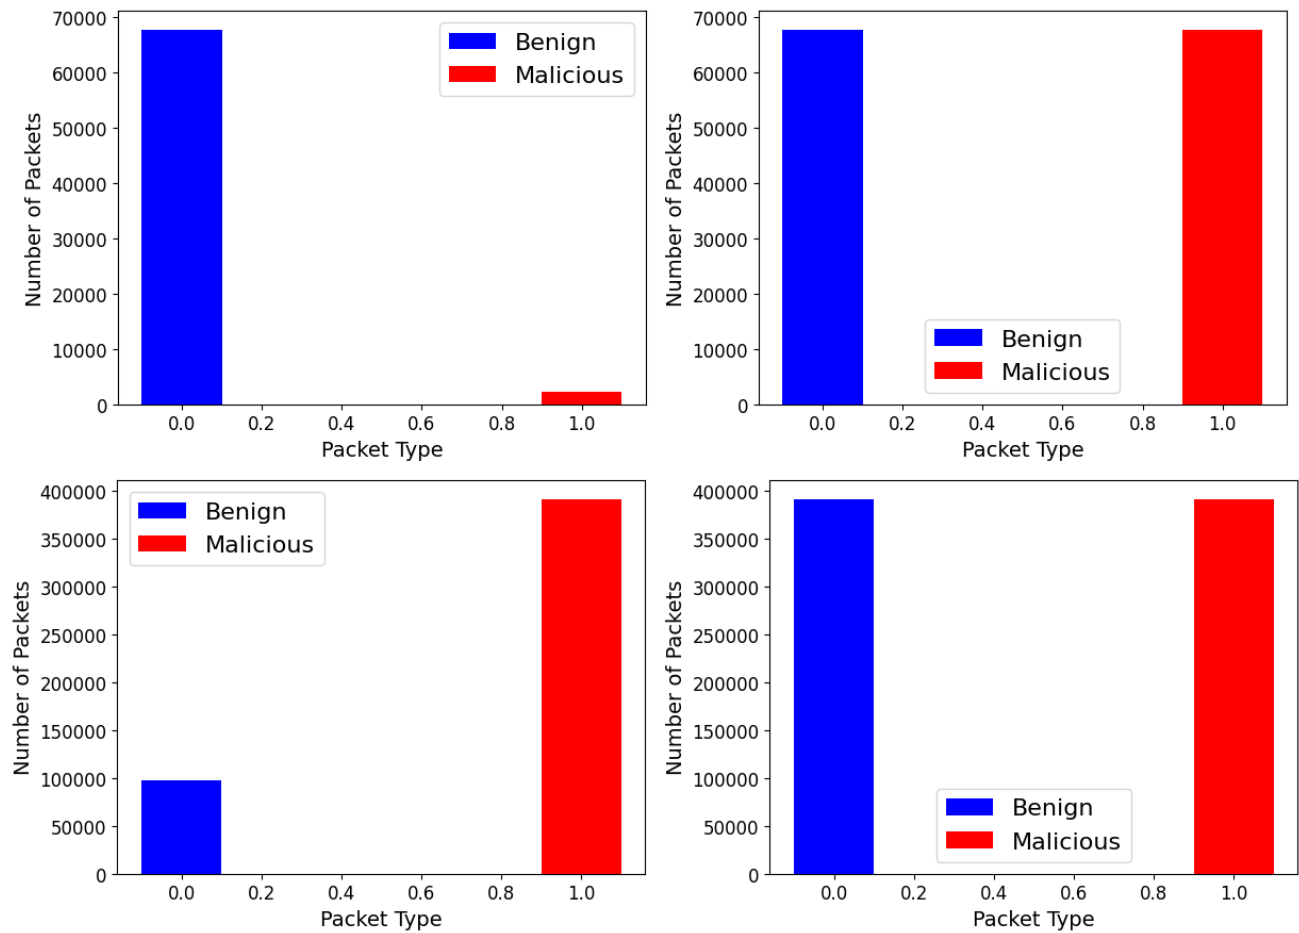 70000
60000
50000
40000
30000
20000
10000
0
Number of Packets
Benign
Malicious
0.0 0.2 0.4 0.6 0.8 1.0
Packet Type
70000
60000
50000
40000
30000
20000
10000
0
Number of Packets
Benign
Malicious
0.0 0.2 0.4 0.6 0.8 1.0
Packet Type
400000
350000
300000
250000
200000
150000
100000
50000
0
Number of Packets
Benign
Malicious
0.0 0.2 0.4 0.6 0.8 1.0
Packet Type
400000
350000
300000
250000
200000
150000
100000
50000
0
Number of Packets
Benign
Malicious
0.0 0.2 0.4 0.6 0.8 1.0
Packet Type